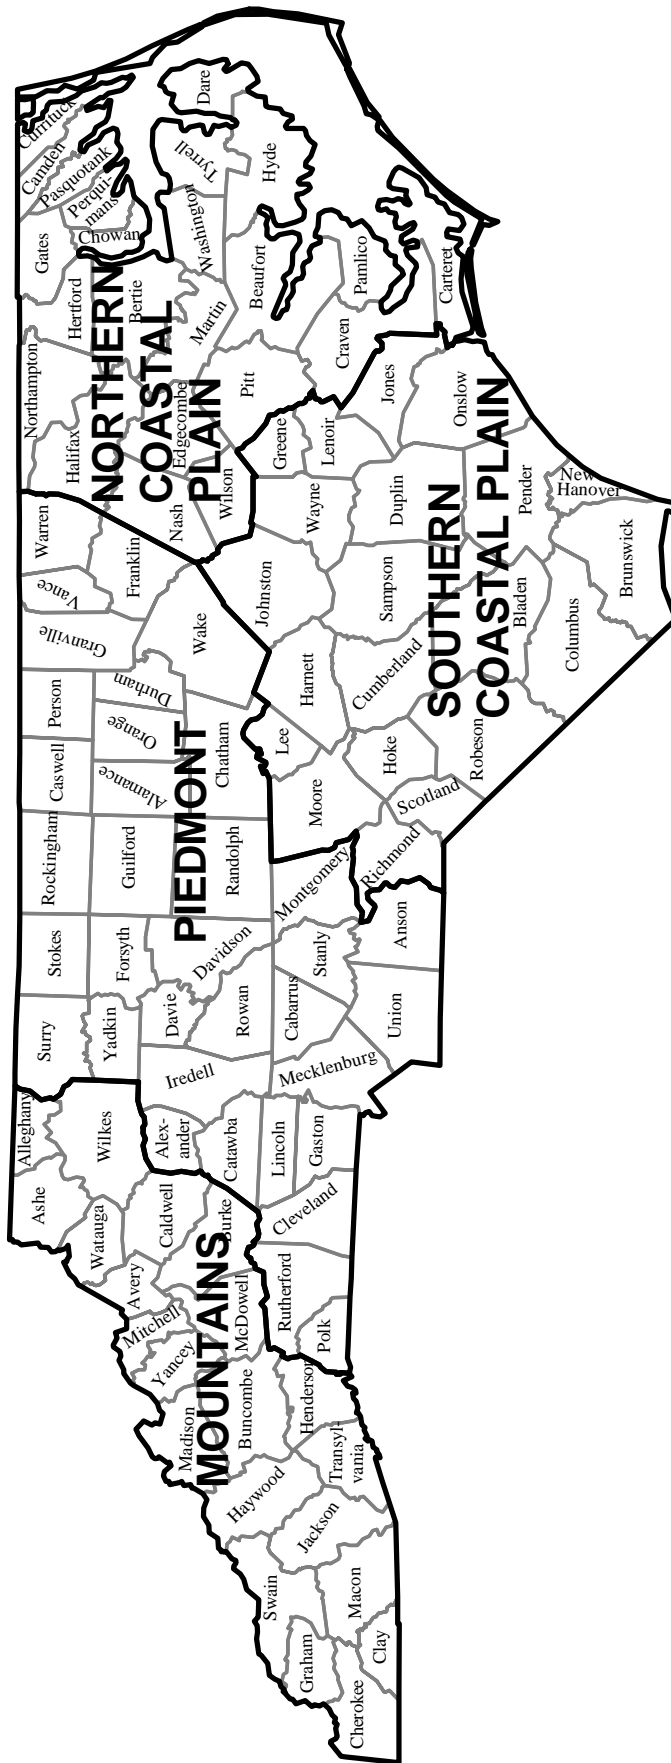 Cherokee
Graham
Clay
Macon
Swain
Jackson
Haywood
Transyl-
vania
Madison
Buncombe
Henderson
Yancey
Mitchell
Avery
McDowell
Polk
Rutherford
MOUNTAINS
Burke
Cleveland
Watauga
Caldwell
Ashe
Alleghany
Wilkes
Alex-
ander
Catawba
Lincoln
Gaston
Surry
Yadkin
Iredell
Davie
Rowan
Mecklenburg
Cabarrus
Union
Stokes
Forsyth
Davidson
Stanly
Anson
Montgomery
Richmond
Rockingham
Guilford
Randolph
PIEDMONT
Caswell
Alamance
Chatham
Person
Orange
Durham
Granville
Wake
Vance
Franklin
Warren
Moore
Lee
Hoke
Scotland
Harnett
Cumberland
Robeson
Johnston
Sampson
Bladen
Columbus
Brunswick
SOUTHERN
COASTAL PLAIN
Wayne
Duplin
Pender
New
Hanover
Greene
Lenoir
Jones
Onslow
NORTHERN
COASTAL
PLAIN
Northampton
Halifax
Nash
Wilson
Edgecombe
Hertford
Bertie
Martin
Pitt
Gates
Chowan
Perqui-
mans
Pasquotank
Camden
Currituck
Washington
Tyrrell
Dare
Hyde
Beaufort
Craven
Pamlico
Carteret